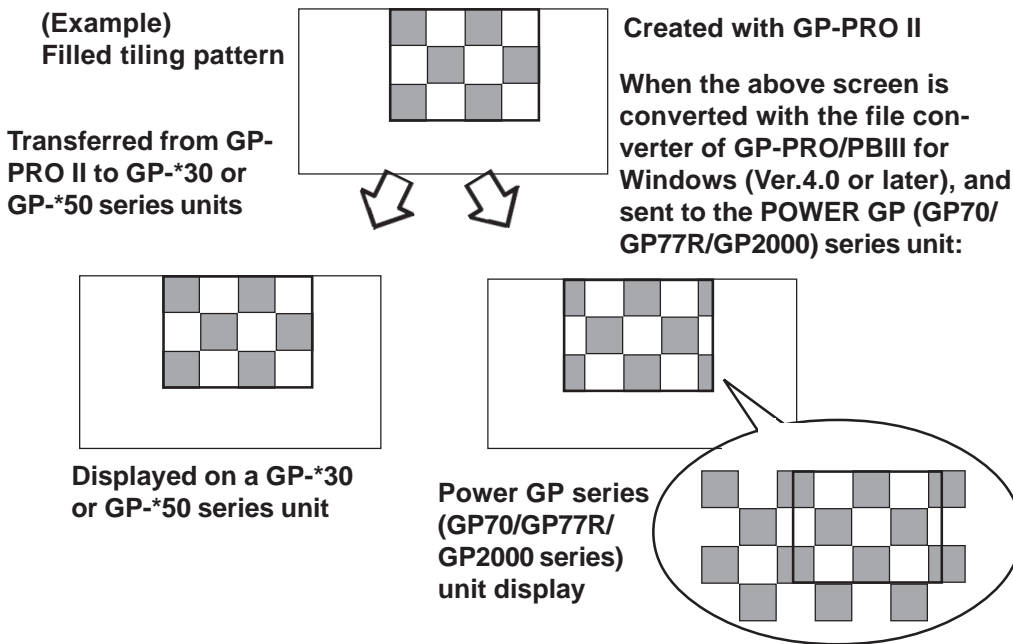 (Example)
Filled tiling pattern
Created with GP-PRO II
When the above screen is
converted with the file con-
verter of GP-PRO/PBIII for
Windows (Ver.4.0 or later), and
sent to the POWER GP (GP70/
GP77R/GP2000) series unit:
Transferred from GP-
PRO II to GP-*30 or
GP-*50 series units
Displayed on a GP-*30
or GP-*50 series unit
Power GP series
(GP70/GP77R/
GP2000 series)
unit display